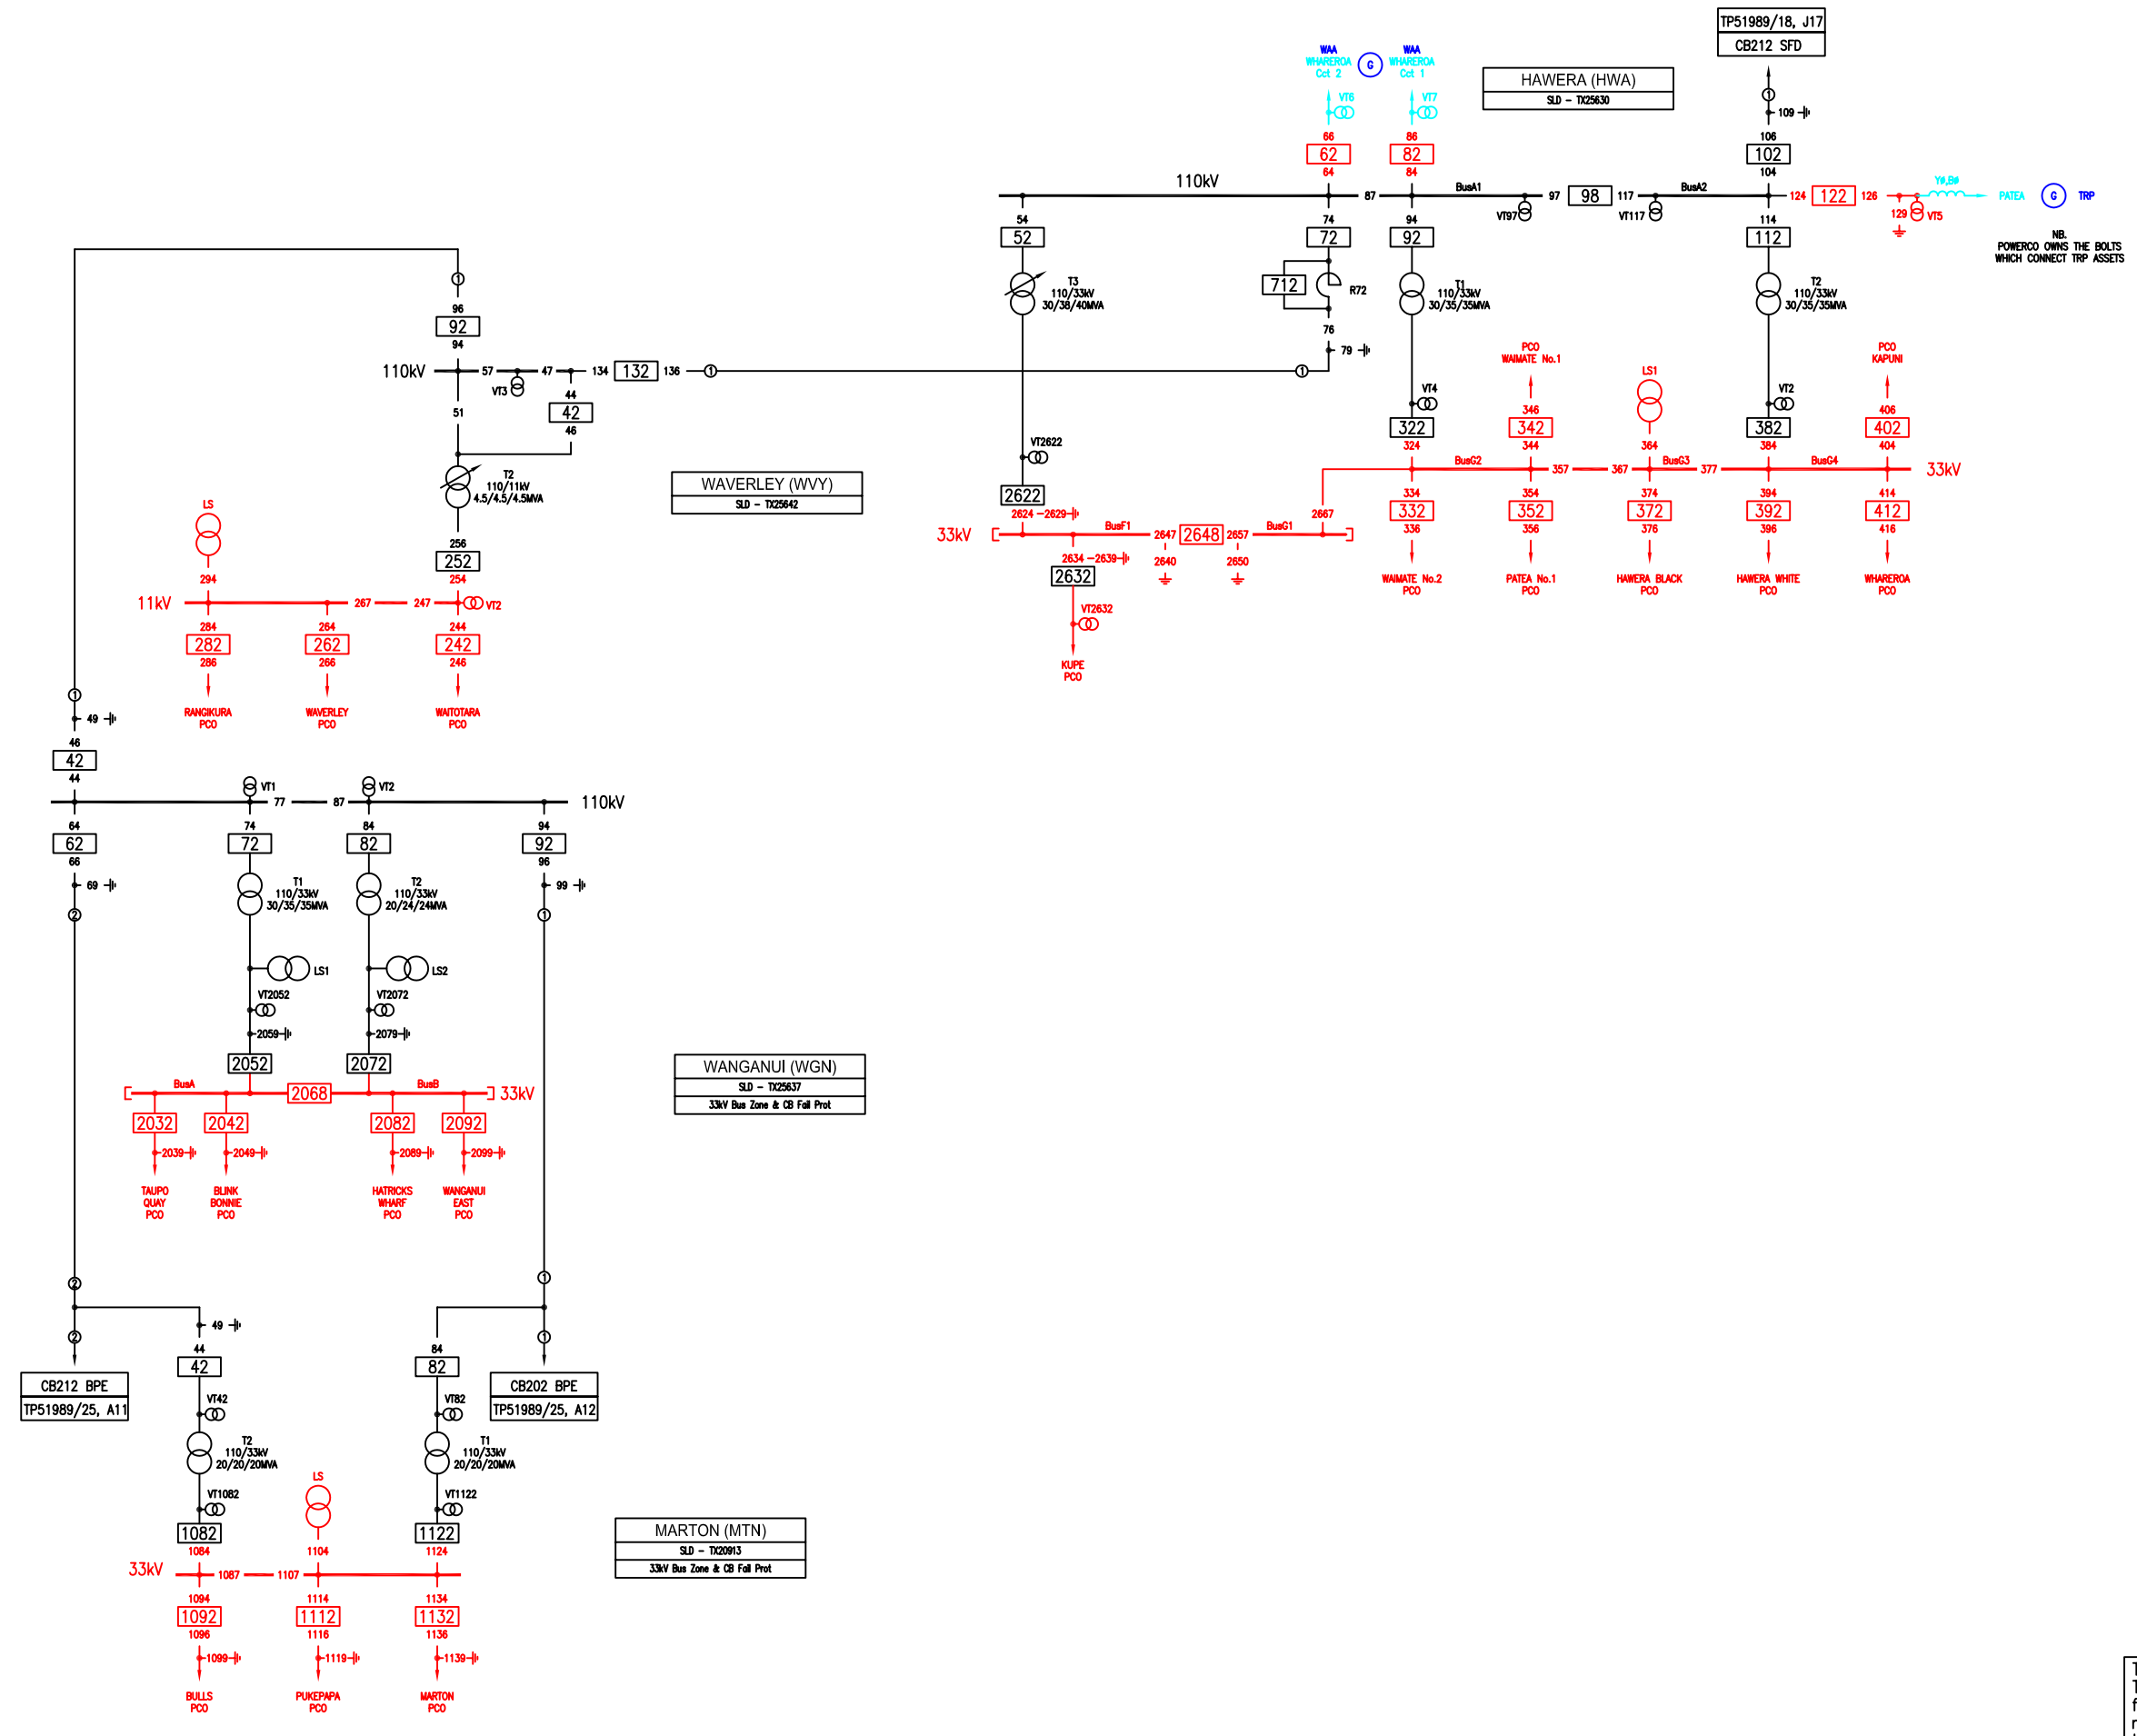 TP51989/18, J17
CB212 SFD
WAA
WHAREROA
Cct 2
G
WAA
WHAREROA
Cct 1
HAWERA (HWA)
SLD - TX25630
VT6
VT7
1
109
66
86
106
62
82
102
64
84
104
110kV
87
BusA1
97
98
117
BusA2
124
122
126
YØ,BØ
PATEA
G
TRP
VT97
VT117
129
VT5
NB.
POWERCO OWNS THE BOLTS
WHICH CONNECT TRP ASSETS
54
74
94
114
52
72
92
112
T3
110/33kV
30/38/40MVA
712
R72
T1
110/33kV
30/35/35MVA
T2
110/33kV
30/35/35MVA
76
79
1
96
92
94
110kV
57
47
134
132
136
1
1
VT3
51
44
42
46
PCO
WAIMATE No.1
LS1
PCO
KAPUNI
VT4
VT2
346
406
322
342
382
402
324
344
364
384
404
BusG2
357
367
BusG3
377
BusG4
33kV
334
354
374
394
414
332
352
372
392
412
336
356
376
396
416
WAIMATE No.2
PCO
PATEA No.1
PCO
HAWERA BLACK
PCO
HAWERA WHITE
PCO
WHAREROA
PCO
VT2622
2622
2624
2629
2667
33kV
BusF1
2647
2648
2657
BusG1
2634
2639
2640
2650
2632
VT2632
KUPE
PCO
T2
110/11kV
4.5/4.5/4.5MVA
WAVERLEY (WVY)
SLD - TX25642
LS
256
252
254
294
11kV
267
247
VT2
284
264
244
282
262
242
286
266
246
RANGIKURA
PCO
WAVERLEY
PCO
WAITOTARA
PCO
1
49
46
42
44
VT1
VT2
77
87
110kV
64
74
84
94
62
72
82
92
66
96
69
99
2
1
T1
110/33kV
30/35/35MVA
T2
110/33kV
20/24/24MVA
LS1
LS2
VT2052
VT2072
2059
2079
2052
2072
BusA
2068
BusB
33kV
2032
2042
2082
2092
2039
2049
2089
2099
TAUPO
QUAY
PCO
BLINK
BONNIE
PCO
HATRICKS
WHARF
PCO
WANGANUI
EAST
PCO
WANGANUI (WGN)
SLD - TX25637
33kV Bus Zone & CB Fail Prot
2
1
49
2
1
44
84
42
82
CB212 BPE
TP51989/25, A11
CB202 BPE
TP51989/25, A12
VT42
VT82
T2
110/33kV
20/20/20MVA
T1
110/33kV
20/20/20MVA
LS
VT1082
VT1122
1082
1122
1084
1104
1124
33kV
1087
1107
1094
1114
1134
1092
1112
1132
1096
1116
1136
1099
1119
1139
BULLS
PCO
PUKEPAPA
PCO
MARTON
PCO
MARTON (MTN)
SLD - TX20913
33kV Bus Zone & CB Fail Prot